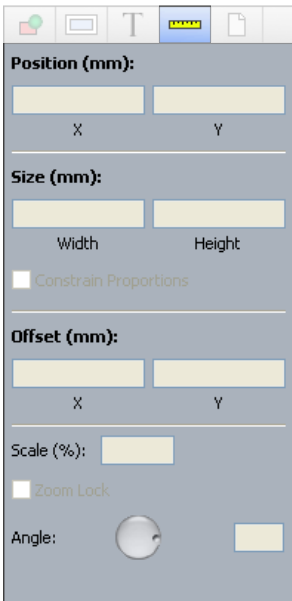 T
Position (mm):
X Y
Size (mm):
Width Height
Constrain Proportions
Offset (mm):
X Y
Scale (%):
Zoom Lock
Angle: